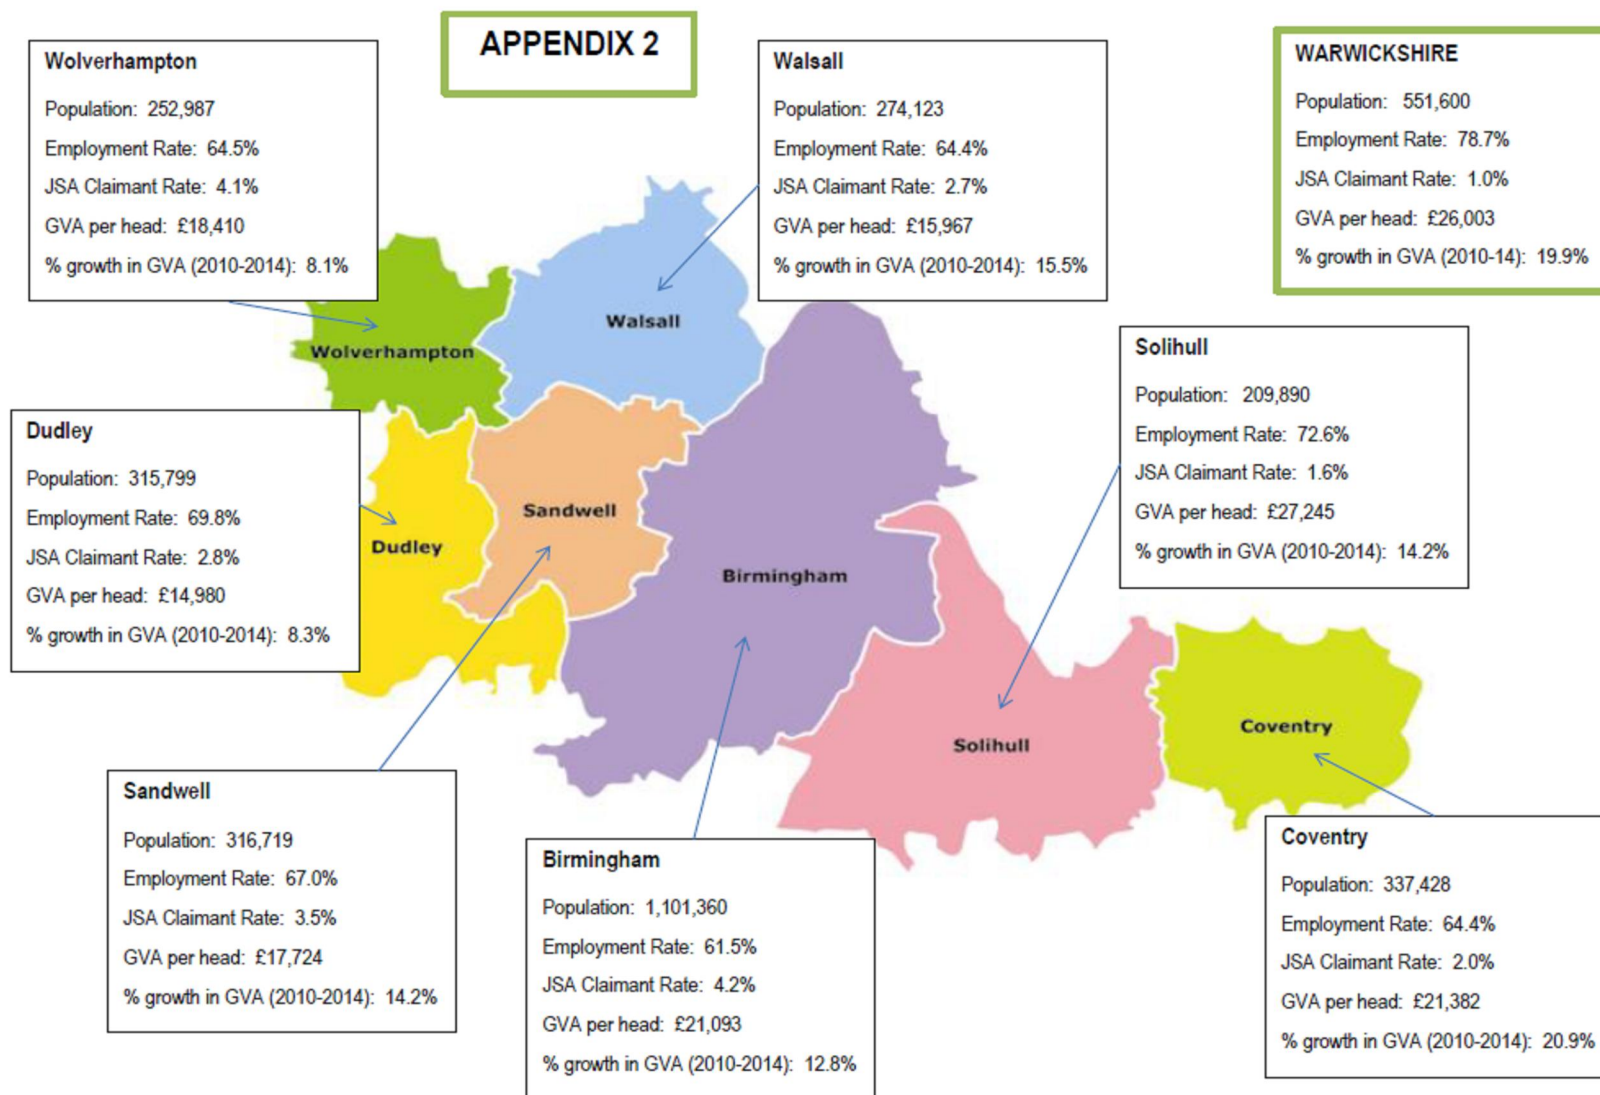 APPENDIX 2
Wolverhampton
Population: 252,987
Employment Rate: 64.5%
JSA Claimant Rate: 4.1%
GVA per head: £18,410
% growth in GVA (2010-2014): 8.1%
Walsall
Population: 274,123
Employment Rate: 64.4%
JSA Claimant Rate: 2.7%
GVA per head: £15,967
% growth in GVA (2010-2014): 15.5%
WARWICKSHIRE
Population: 551,600
Employment Rate: 78.7%
JSA Claimant Rate: 1.0%
GVA per head: £26,003
% growth in GVA (2010-14): 19.9%
Solihull
Population: 209,890
Employment Rate: 72.6%
JSA Claimant Rate: 1.6%
GVA per head: £27,245
% growth in GVA (2010-2014): 14.2%
Dudley
Population: 315,799
Employment Rate: 69.8%
JSA Claimant Rate: 2.8%
GVA per head: £14,980
% growth in GVA (2010-2014): 8.3%
Walsall
Wolverhampton
Sandwell
Dudley
Birmingham
Solihull
Coventry
Sandwell
Population: 316,719
Employment Rate: 67.0%
JSA Claimant Rate: 3.5%
GVA per head: £17,724
% growth in GVA (2010-2014): 14.2%
Birmingham
Population: 1,101,360
Employment Rate: 61.5%
JSA Claimant Rate: 4.2%
GVA per head: £21,093
% growth in GVA (2010-2014): 12.8%
Coventry
Population: 337,428
Employment Rate: 64.4%
JSA Claimant Rate: 2.0%
GVA per head: £21,382
% growth in GVA (2010-2014): 20.9%